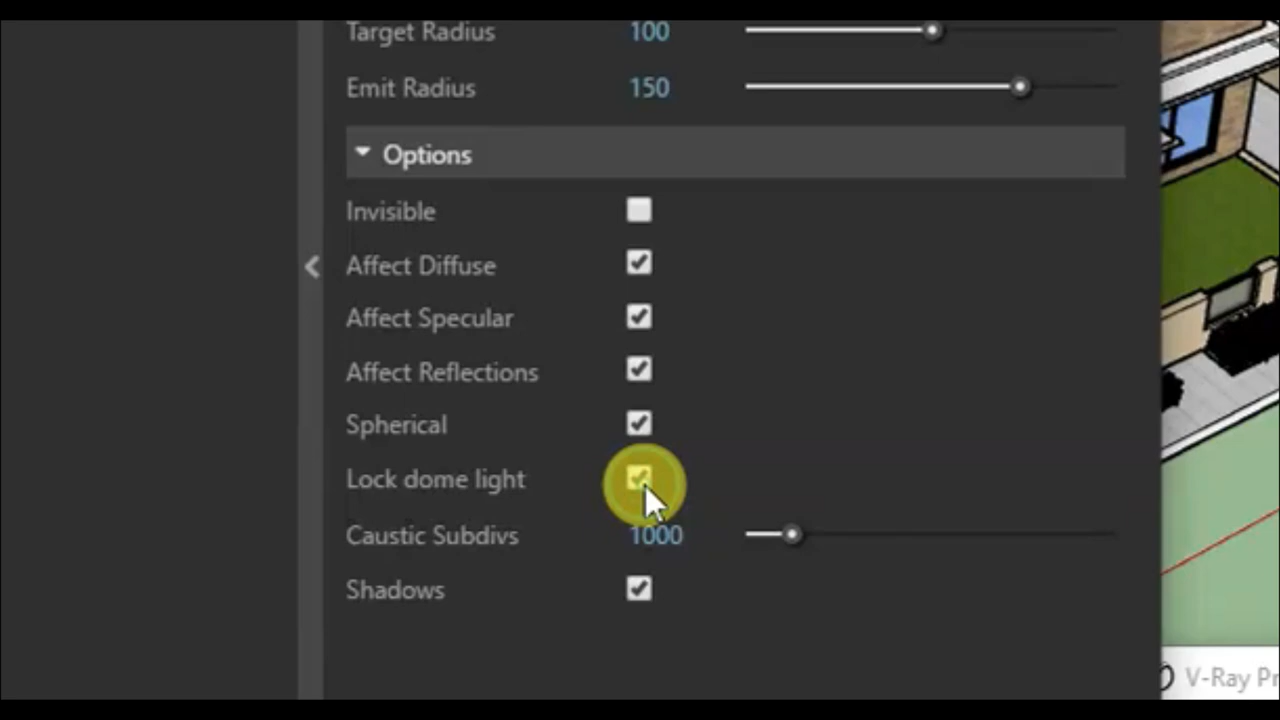 Target Radius 100
Emit Radius 150
Options
Invisible
Affect Diffuse
Affect Specular
Affect Reflections
Spherical
Lock dome light
Caustic Subdivs 1000
Shadows
V-Ray Pr